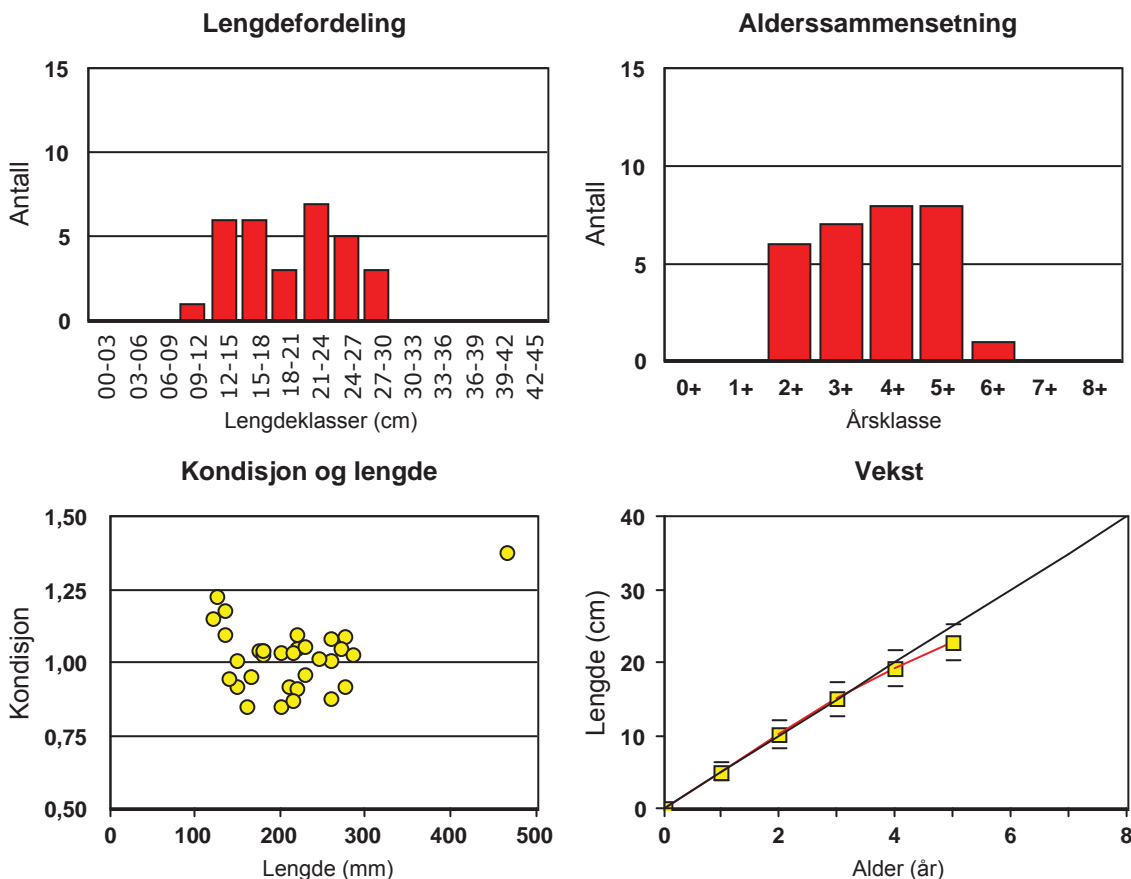 Lengdefordeling
Antall
15
10
5
0
00-03 03-06 06-09 09-12 12-15 15-18 18-21 21-24 24-27 27-30 30-33 33-36 36-39 39-42 42-45
Lengdeklasser (cm)
Alderssammensetning
Antall
15
10
5
0
0+ 1+ 2+ 3+ 4+ 5+ 6+ 7+ 8+
Årsklasse
Kondisjon og lengde
Kondisjon
1,50
1,25
1,00
0,75
0,50
0 100 200 300 400 500
Lengde (mm)
Vekst
Lengde (cm)
40
30
20
10
0
0 2 4 6 8
Alder (år)